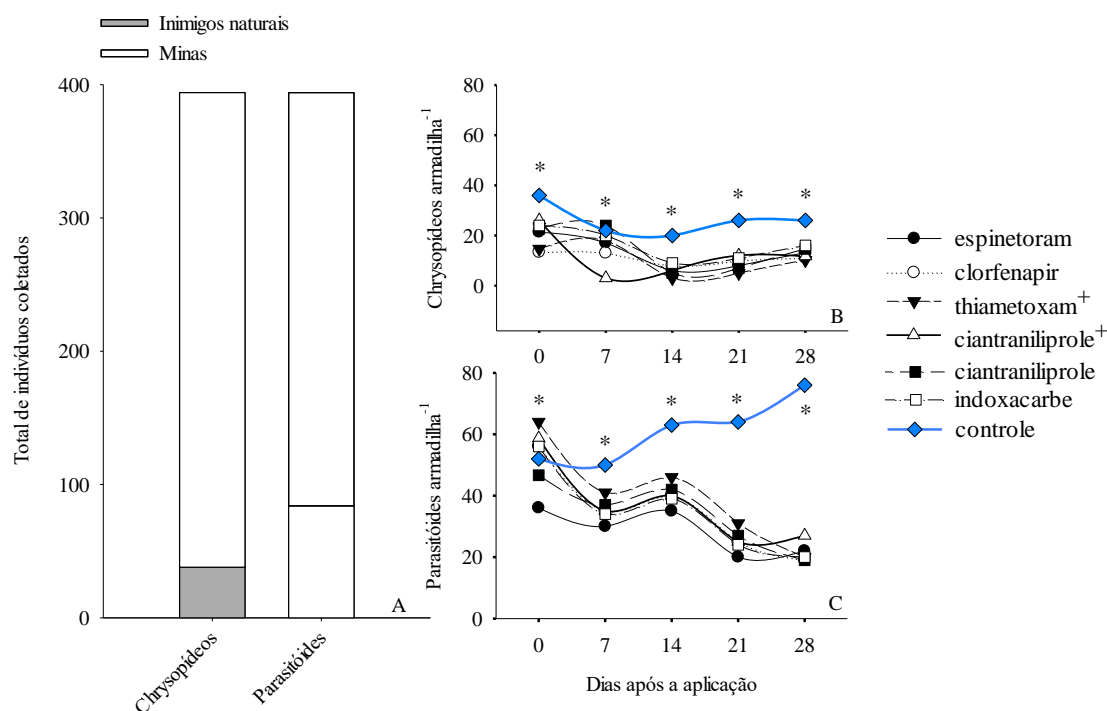 Inimigos naturais
Minas
Total de indivíduos coletados
400
300
200
100
0
Chrysopídeos
Parasitóides
A
Chrysopídeos armadilha-1
80
60
40
20
0
* * * * *
B
0 7 14 21 28
Parasitóides armadilha-1
80
60
40
20
0
* * * * *
C
0 7 14 21 28
Dias após a aplicação
espinetoram
clorfenapir
thiametoxam+
ciantraniliprole+
ciantraniliprole
indoxacarbe
controle